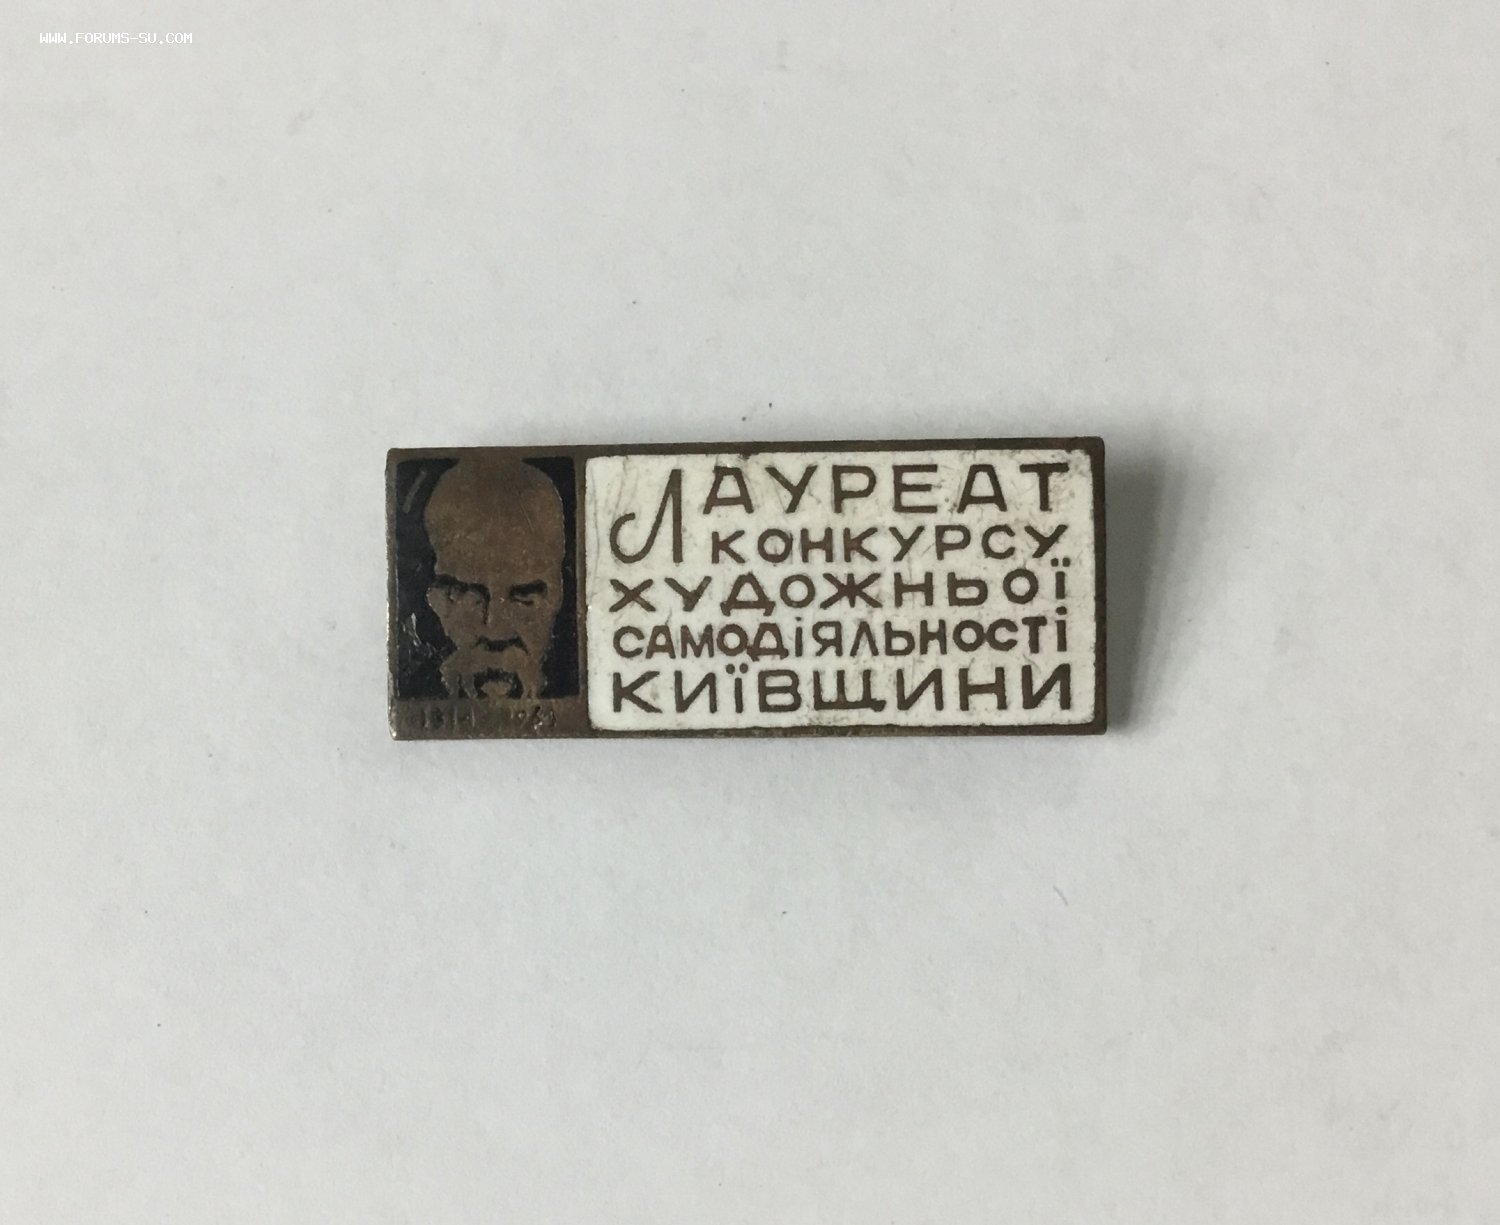 WWW.FORUMS-SU.COM
ЛАУРЕАТ
КОНКУРСУ
ХУДОЖНЬОЇ
САМОДІЯЛЬНОСТІ
КИЇВЩИНИ